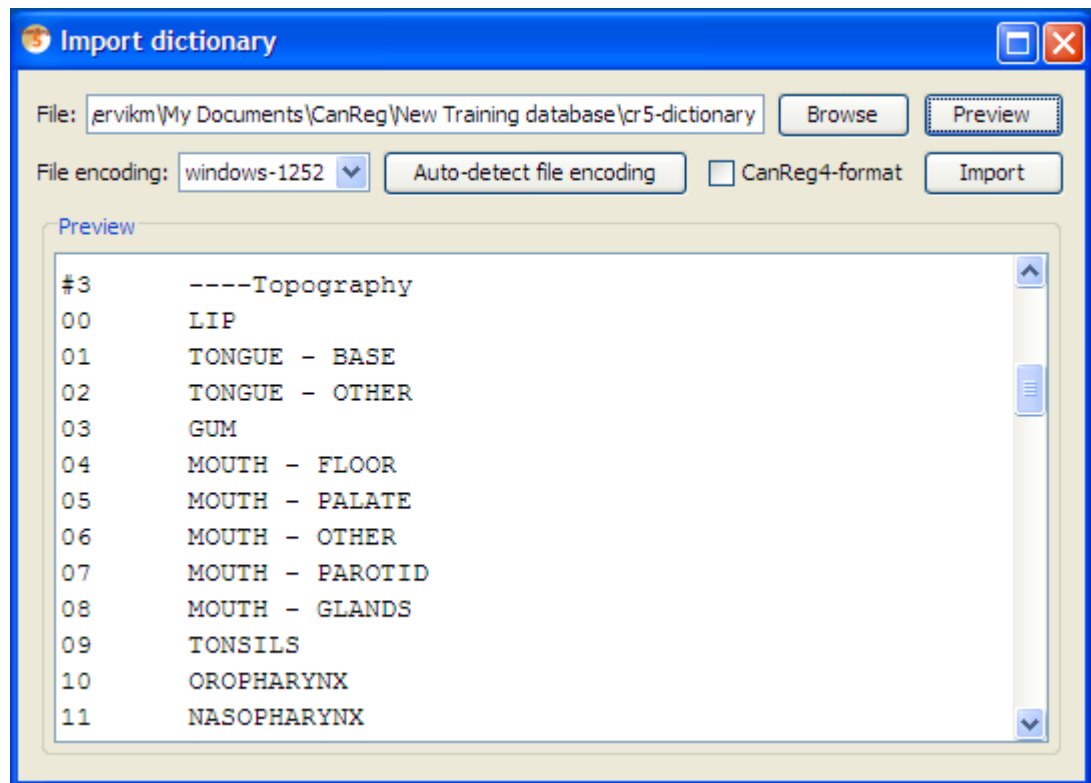 Import dictionary
File: ervikm\My Documents\CanReg\New Training database\cr5-dictionary Browse Preview
File encoding: windows-1252 Auto-detect file encoding CanReg4-format Import
Preview
#3 ----Topography
00 LIP
01 TONGUE - BASE
02 TONGUE - OTHER
03 GUM
04 MOUTH - FLOOR
05 MOUTH - PALATE
06 MOUTH - OTHER
07 MOUTH - PAROTID
08 MOUTH - GLANDS
09 TONSILS
10 OROPHARYNX
11 NASOPHARYNX